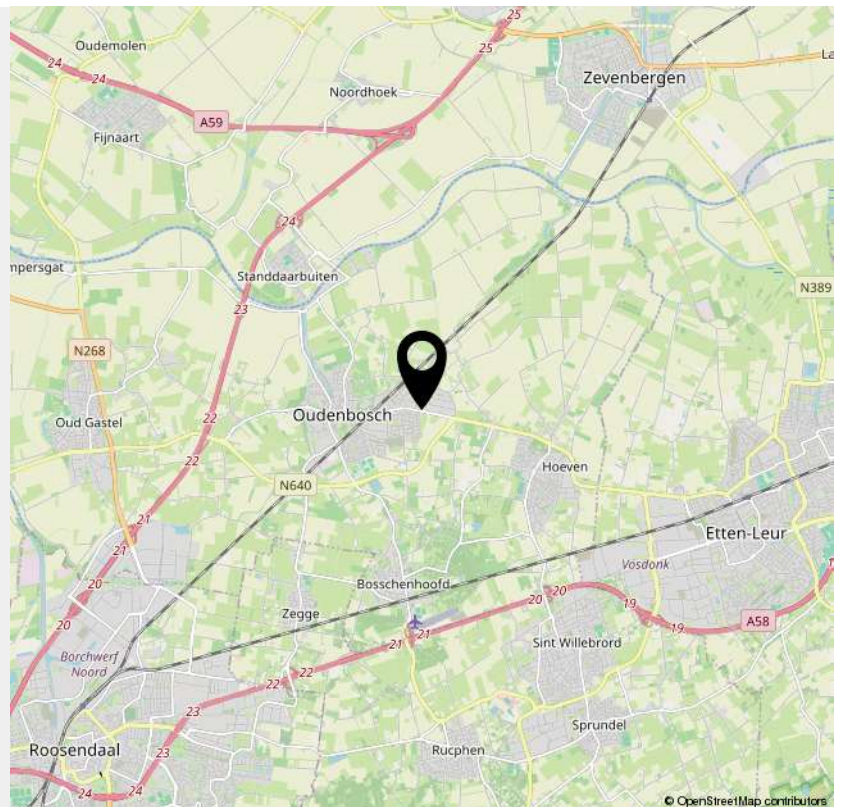 25
Oudemolen
24
24
25
Zevenbergen
La
Noordhoek
A59
Fijnaart
24
mpersgat
Standdaarbuiten
N389
23
N268
22
Oud Gastel
Oudenbosch
22
Hoeven
N640
21
21
Etten-Leur
20
Vosdonk
Bosschenhoofd
20
20
20
19
19
A58
Zegge
21
21
Sint Willebrord
Borchwerf
Noord
22
22
23
Sprundel
Roosendaal
Rucphen
24
24
© OpenStreetMap contributors